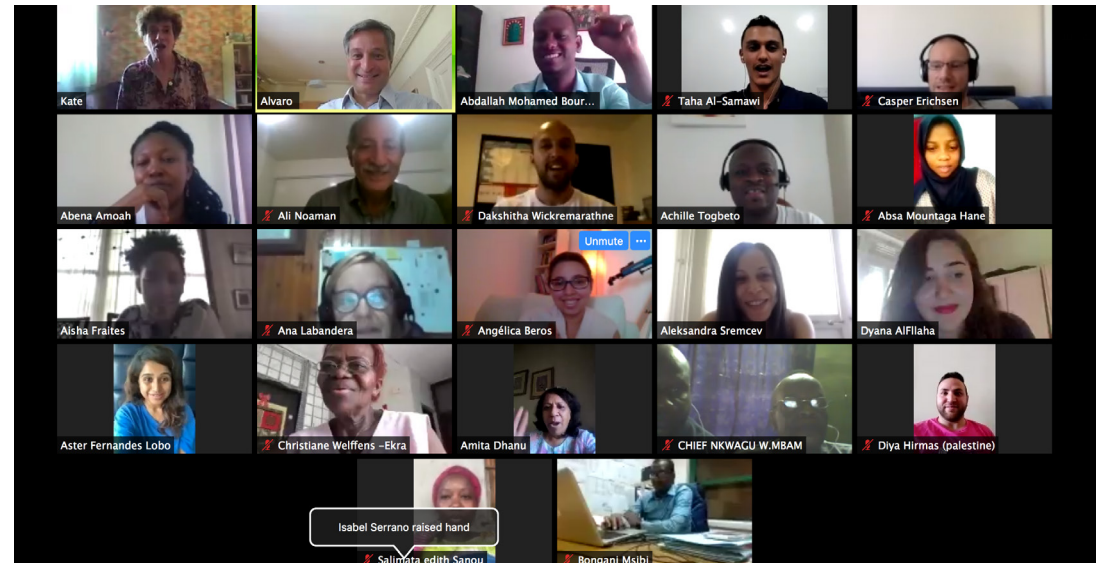 Kate
Alvaro
Abdallah Mohamed Bour...
Taha Al-Samawi
Casper Erichsen
Abena Amoah
Ali Noaman
Dakshitha Wickremarathne
Achille Togbeto
Absa Mountaga Hane
Unmute
Aísha Fraites
Ana Labandera
Angélica Beros
Aleksandra Sremcev
Dyana AlFllaha
Aster Fernandes Lobo
Christiane Welffens -Ekra
Amita Dhanu
CHIEF NKWAGU W.MBAM
Diya Hirmas (palestine)
Isabel Serrano raised hand
Salimata edith Sanou
Bongani Msibi